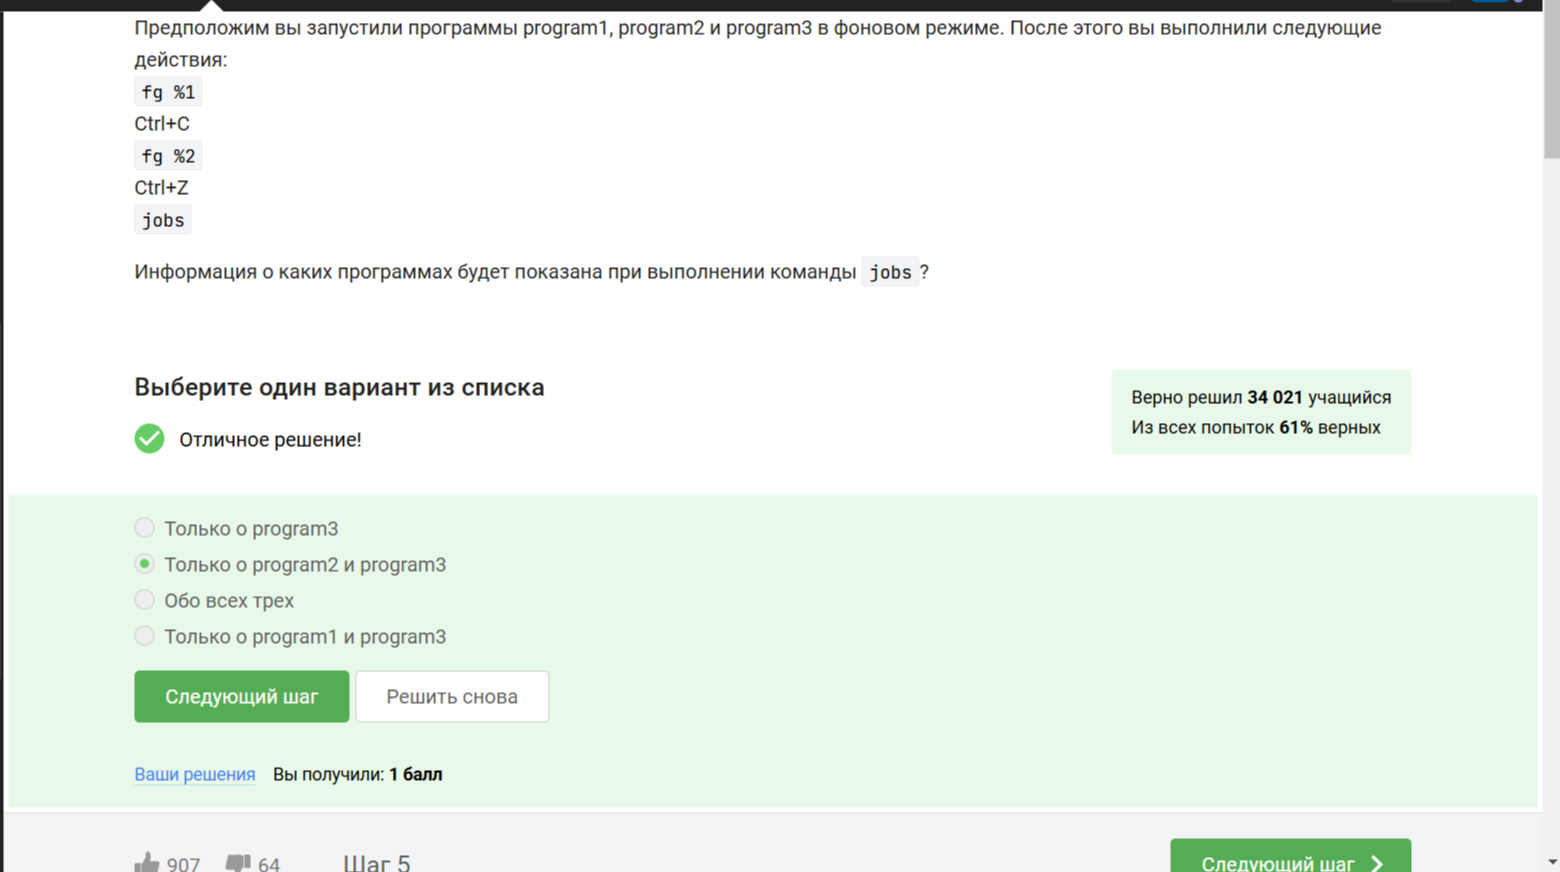 Предположим вы запустили программы program1, program2 и program3 в фоновом режиме. После этого вы выполнили следующие
действия:
fg %1
Ctrl+C
fg %2
Ctrl+Z
jobs
Информация о каких программах будет показана при выполнении команды jobs ?
Выберите один вариант из списка
Отличное решение!
Верно решил 34 021 учащийся
Из всех попыток 61% верных
Только о program3
Только о program2 и program3
Обо всех трех
Только о program1 и program3
Следующий шаг
Решить снова
Ваши решения Вы получили: 1 балл
907 64 Шаг 5
Следующий шаг